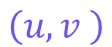 (u, v )